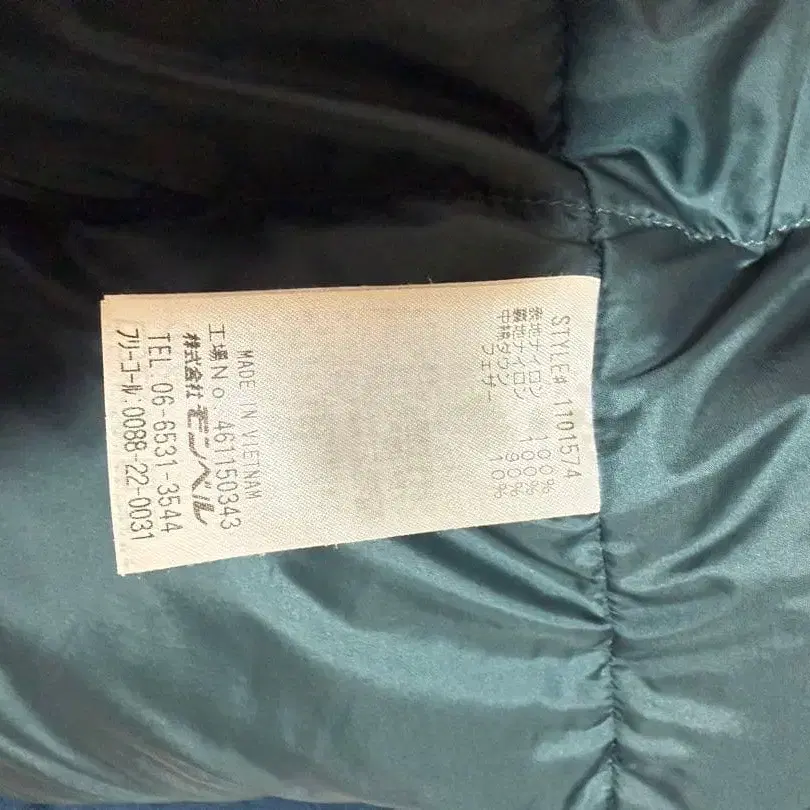 STYLE# 1101574
表地ナイロン 100%
裏地ナイロン 100%
中綿ダウン 90%
フェザー 10%
MADE IN VIETNAM
工場No. 461150343
株式会社 モンベル
TEL 06-6531-3544
フリーコール:0088-22-0031